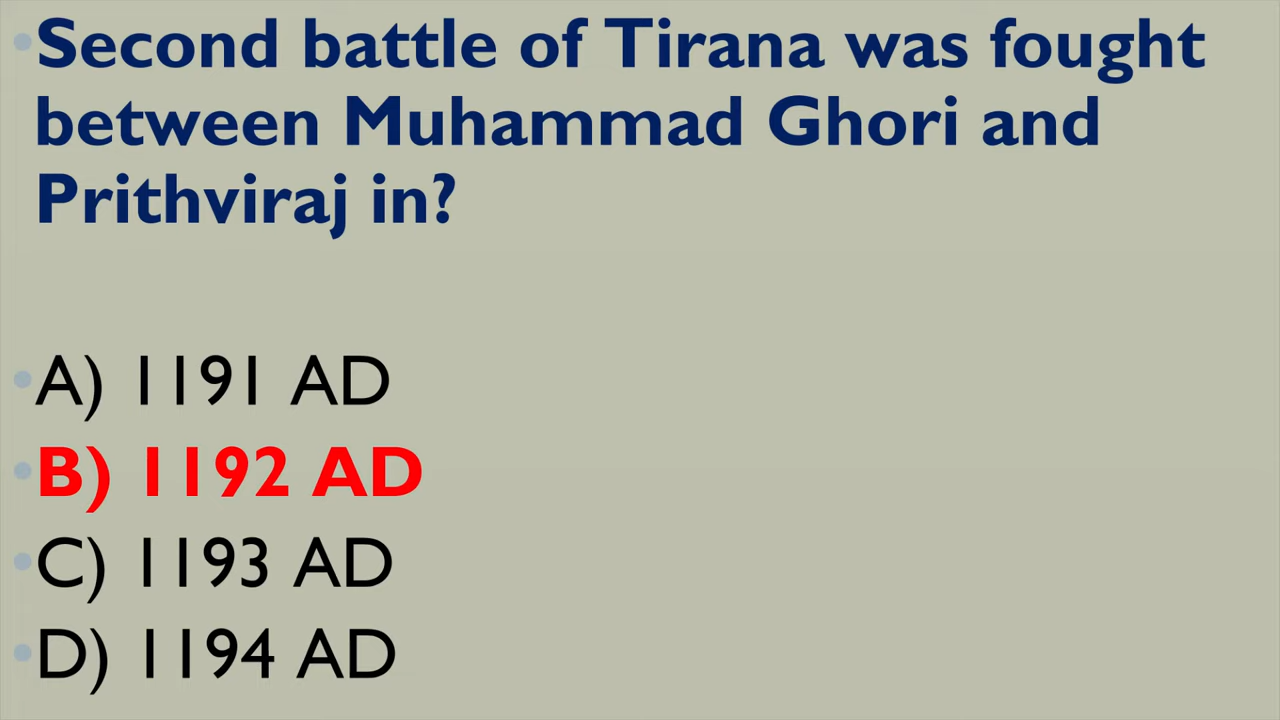 Second battle of Tirana was fought
between Muhammad Ghori and
Prithviraj in?
A) 1191 AD
B) 1192 AD
C) 1193 AD
D) 1194 AD